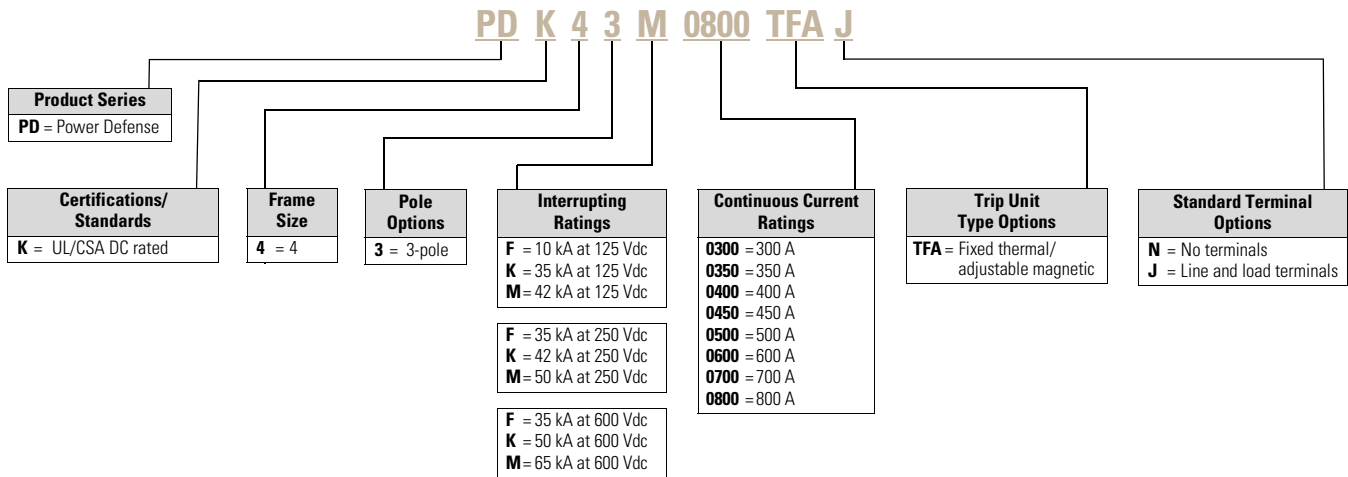 PD K 4 3 M 0800 TFA J
Product Series
PD = Power Defense
Certifications/
Standards
K = UL/CSA DC rated
Frame
Size
4 = 4
Pole
Options
3 = 3-pole
Interrupting
Ratings
F = 10 kA at 125 Vdc
K = 35 kA at 125 Vdc
M = 42 kA at 125 Vdc
F = 35 kA at 250 Vdc
K = 42 kA at 250 Vdc
M = 50 kA at 250 Vdc
F = 35 kA at 600 Vdc
K = 50 kA at 600 Vdc
M = 65 kA at 600 Vdc
Continuous Current
Ratings
0300 = 300 A
0350 = 350 A
0400 = 400 A
0450 = 450 A
0500 = 500 A
0600 = 600 A
0700 = 700 A
0800 = 800 A
Trip Unit
Type Options
TFA = Fixed thermal/
adjustable magnetic
Standard Terminal
Options
N = No terminals
J = Line and load terminals